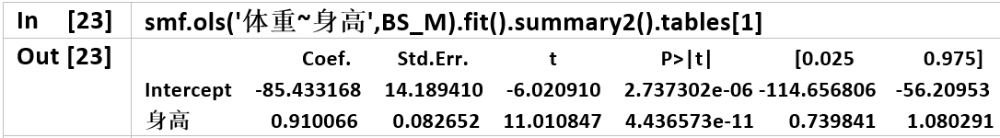 In [23] smf.ols('体重~身高',BS_M).fit().summary2().tables[1]
Out [23] Coef. Std.Err. t P>|t| [0.025 0.975]
Intercept -85.433168 14.189410 -6.020910 2.737302e-06 -114.656806 -56.20953
身高 0.910066 0.082652 11.010847 4.436573e-11 0.739841 1.080291